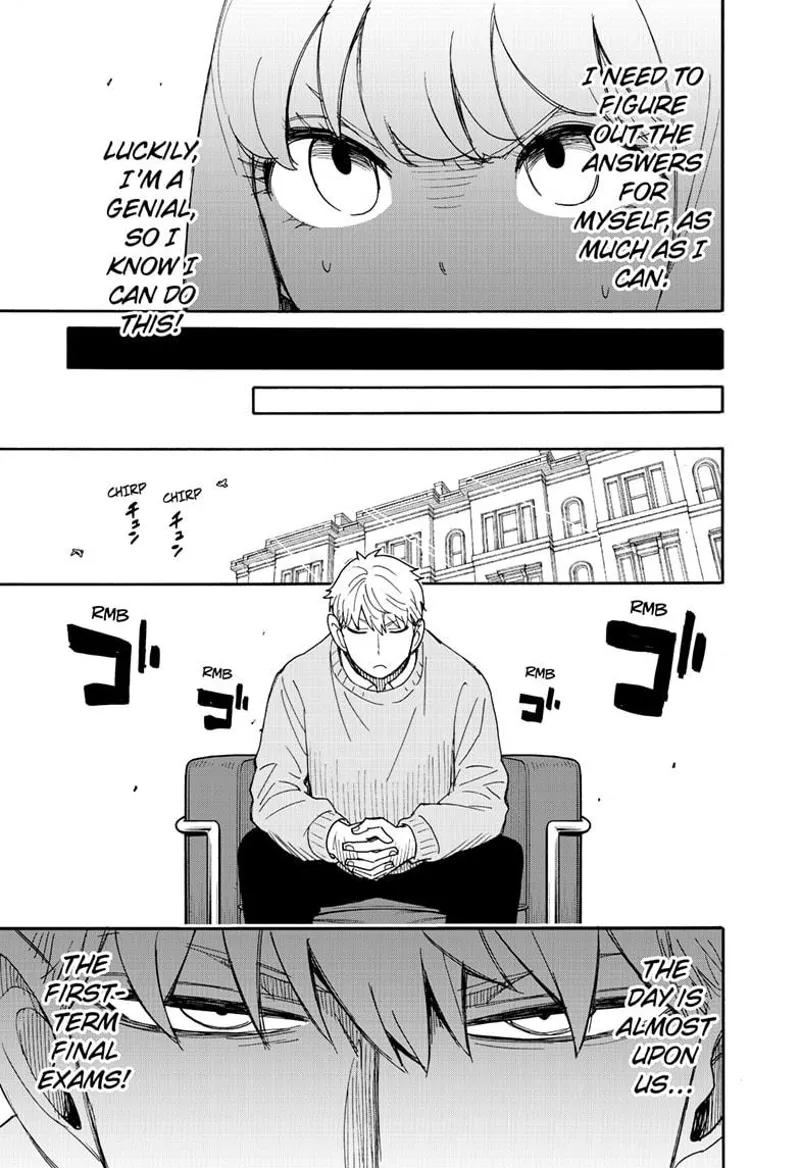 I NEED TO
FIGURE
OUT THE
ANSWERS
FOR
MYSELF, AS
MUCH AS I
CAN.
LUCKILY,
I'M A
GENIAL,
SO I
KNOW I
CAN DO
THIS!
CHIRP
チュン
CHIRP
チュン
RMB
ゴ
RMB
ゴ
RMB
ゴ
RMB
ゴ
THE
DAY IS
ALMOST
UPON
US...
THE
FIRST-
TERM
FINAL
EXAMS!